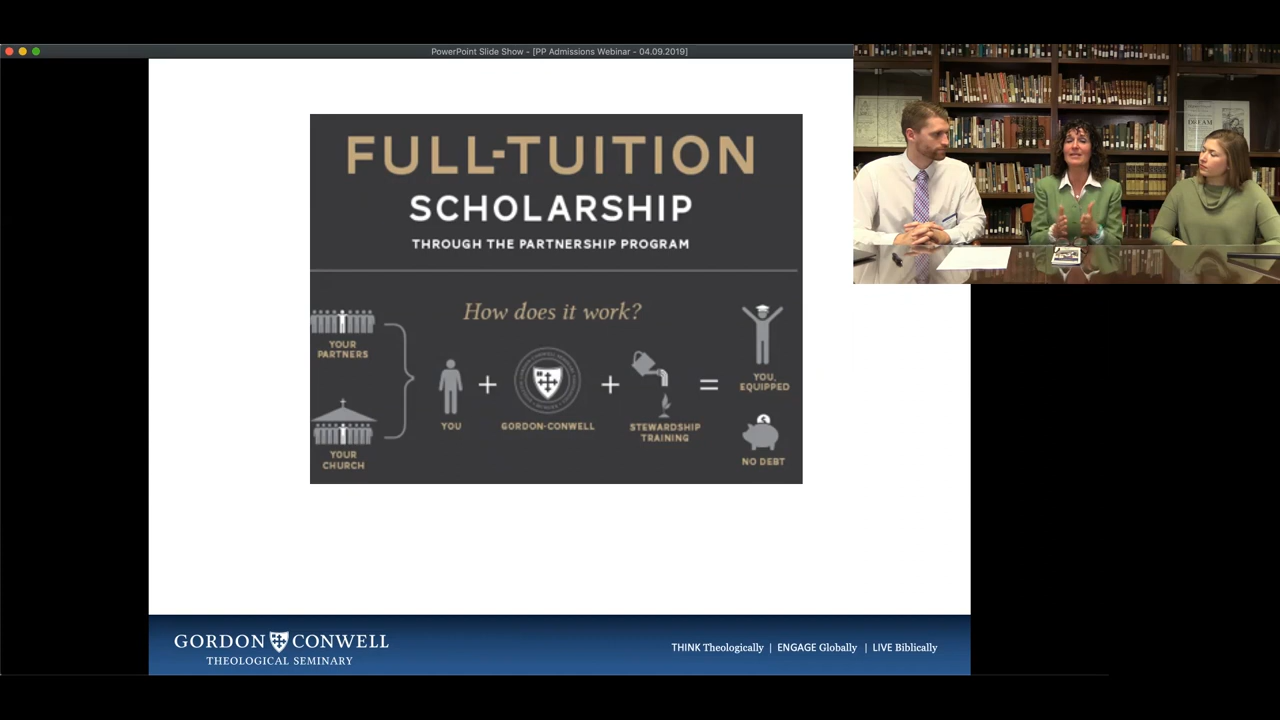 PowerPoint Slide Show - [PP Admissions Webinar - 04.09.2019]
FULL-TUITION
SCHOLARSHIP
THROUGH THE PARTNERSHIP PROGRAM
How does it work?
YOUR
PARTNERS
YOUR
CHURCH
YOU
+
GORDON-CONWELL
+
STEWARDSHIP
TRAINING
=
YOU,
EQUIPPED
$
NO DEBT
GORDON CONWELL
THEOLOGICAL SEMINARY
THINK Theologically | ENGAGE Globally | LIVE Biblically